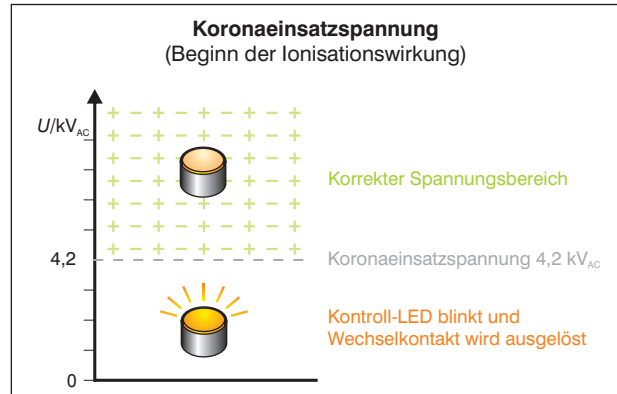 Koronaeinsatzspannung
(Beginn der Ionisationswirkung)
U/kV_AC
Korrekter Spannungsbereich
4,2
Koronaeinsatzspannung 4,2 kV_AC
Kontroll-LED blinkt und
Wechselkontakt wird ausgelöst
0